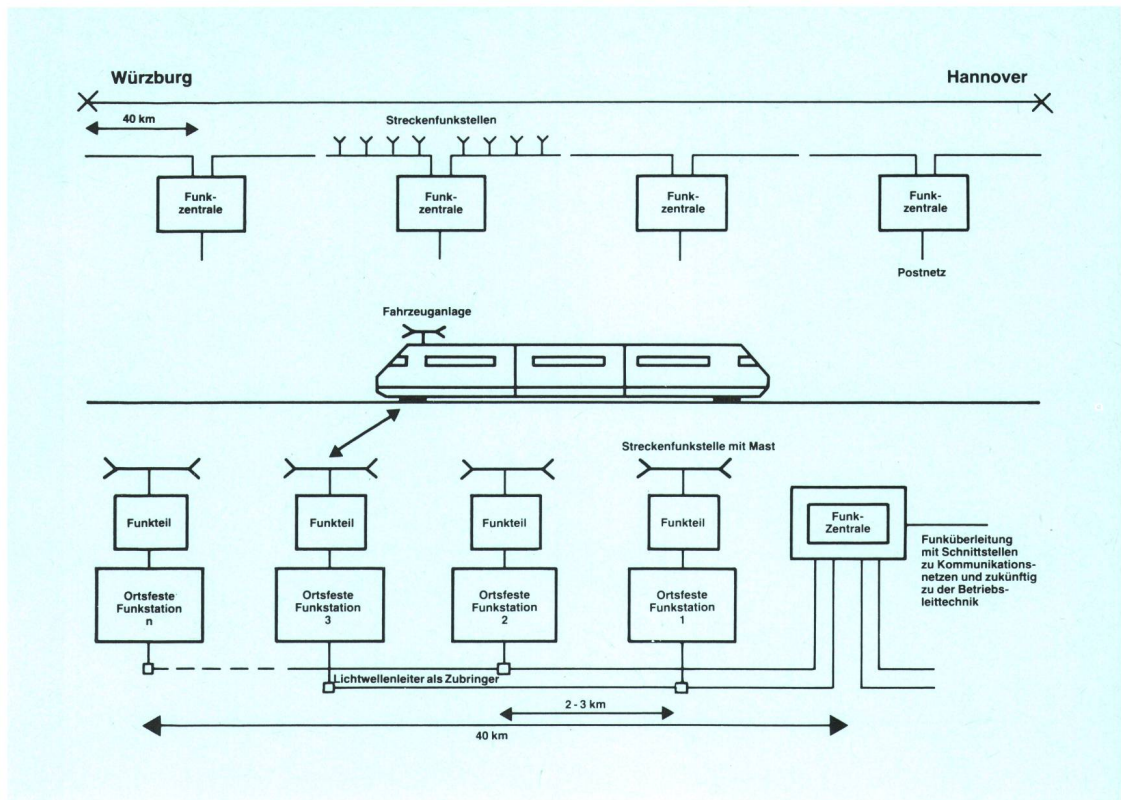 Würzburg
Hannover
40 km
Streckenfunkstellen
Funk-
zentrale
Funk-
zentrale
Funk-
zentrale
Funk-
zentrale
Postnetz
Fahrzeuganlage
Streckenfunkstelle mit Mast
Funkteil
Funkteil
Funkteil
Funkteil
Funk-
Zentrale
Funküberleitung
mit Schnittstellen
zu Kommunikations-
netzen und zukünftig
zu der Betriebs-
leittechnik
Ortsfeste
Funkstation
n
Ortsfeste
Funkstation
3
Ortsfeste
Funkstation
2
Ortsfeste
Funkstation
1
Lichtwellenleiter als Zubringer
2 - 3 km
40 km